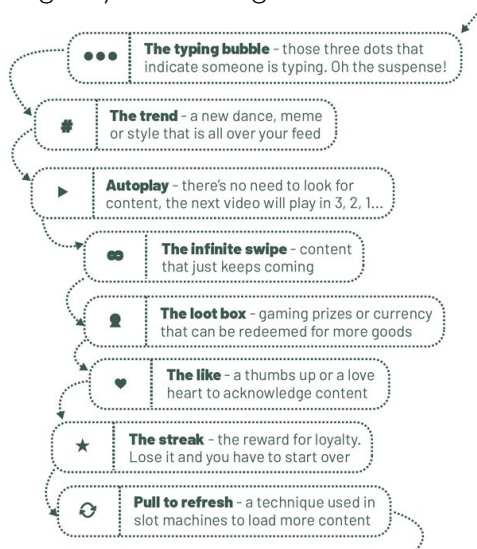 The typing bubble - those three dots that
indicate someone is typing. Oh the suspense!
#
The trend - a new dance, meme
or style that is all over your feed
Autoplay - there's no need to look for
content, the next video will play in 3, 2, 1...
The infinite swipe - content
that just keeps coming
The loot box - gaming prizes or currency
that can be redeemed for more goods
The like - a thumbs up or a love
heart to acknowledge content
The streak - the reward for loyalty.
Lose it and you have to start over
Pull to refresh - a technique used in
slot machines to load more content